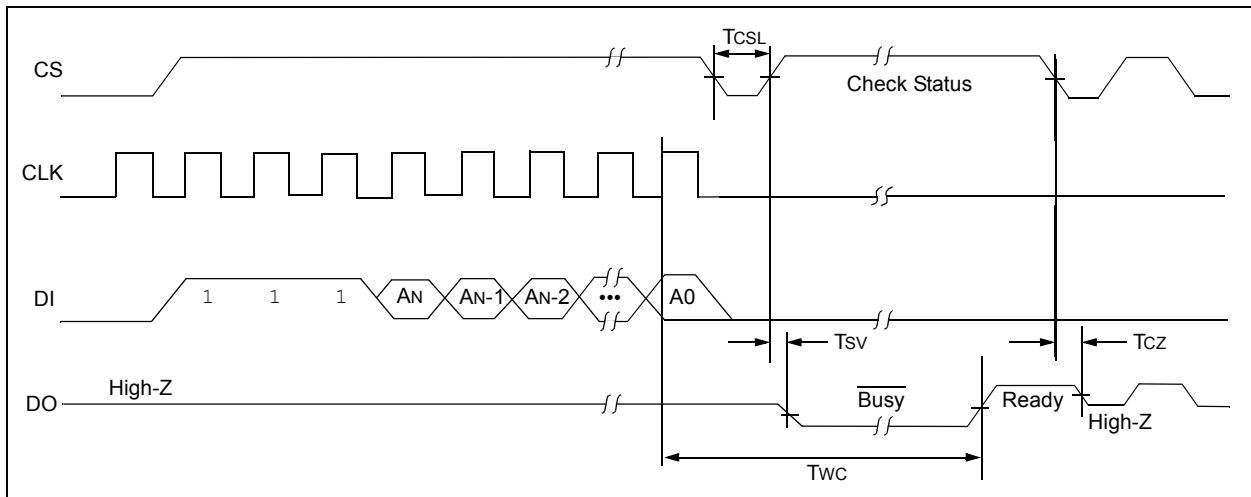 TCSL
CS
Check Status
CLK
DI
1 1 1 AN AN-1 AN-2 ••• A0
TSV
TCZ
High-Z
DO
Busy
Ready
High-Z
TWC